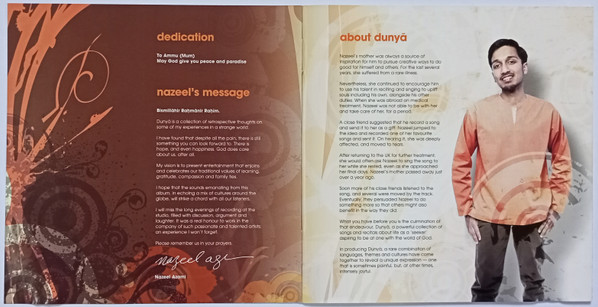 dedication
To Ammu (Mum)
May God give you peace and paradise
nazeel's message
Bismillahir Rahmānir Rahim.
Dunyā is a collection of retrospective thoughts on
some of my experiences in a strange world.
I have found that despite all the pain, there is still
something you can look forward to. There is
hope, and even happiness. God does care
about us, after all.
My vision is to present entertainment that enjoins
and celebrates our traditional values of learning,
gratitude, compassion and family ties.
I hope that the sounds emanating from this
album, in echoing a mix of cultures around the
globe, will strike a chord with all our listeners.
I will miss the long evenings of recording at the
studio, filled with discussion, argument and
laughter. It was a real honour to work in the
company of such passionate and talented artists;
an experience I won't forget.
Please remember us in your prayers.
Nazeel Azami
about dunyā
Nazeel's mother was always a source of
inspiration for him to pursue creative ways to do
good for himself and others. For the last several
years, she suffered from a rare illness.
Nevertheless, she continued to encourage him
to use his talent in reciting and singing to uplift
souls including his own, alongside his other
duties. When she was abroad on medical
treatment, Nazeel was not able to be with her
and take care of her, for a period.
A close friend suggested that he record a song
and send it to her as a gift. Nazeel jumped to
the idea and recorded one of her favourite
songs and sent it. On hearing it, she was deeply
affected, and moved to tears.
After returning to the UK for further treatment,
she would often ask Nazeel to sing the song to
her while she rested, even as she approached
her final days. Nazeel's mother passed away just
over a year ago.
Soon more of his close friends listened to the
song, and several were moved by the track.
Eventually, they persuaded Nazeel to do
something more so that others might also
benefit in the way they did.
What you have before you is the culmination of
that endeavour. Dunyā, a powerful collection of
songs and recitals about life as a 'seeker'
aspiring to be at one with the world of God.
In producing Dunyā, a rare combination of
languages, themes and cultures have come
together to reveal a unique expression — one
that is sometimes painful, but, at other times,
intensely joyful.